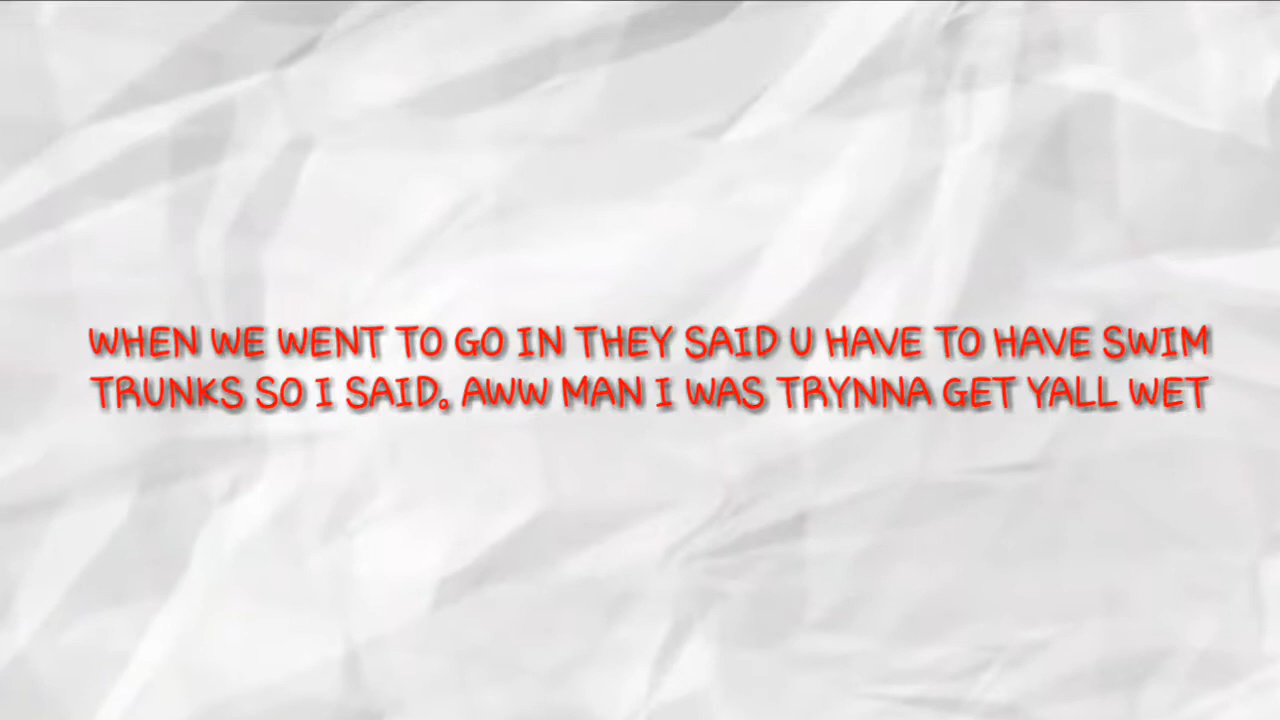 WHEN WE WENT TO GO IN THEY SAID U HAVE TO HAVE SWIM
TRUNKS SO I SAID. AWW MAN I WAS TRYNNA GET YALL WET